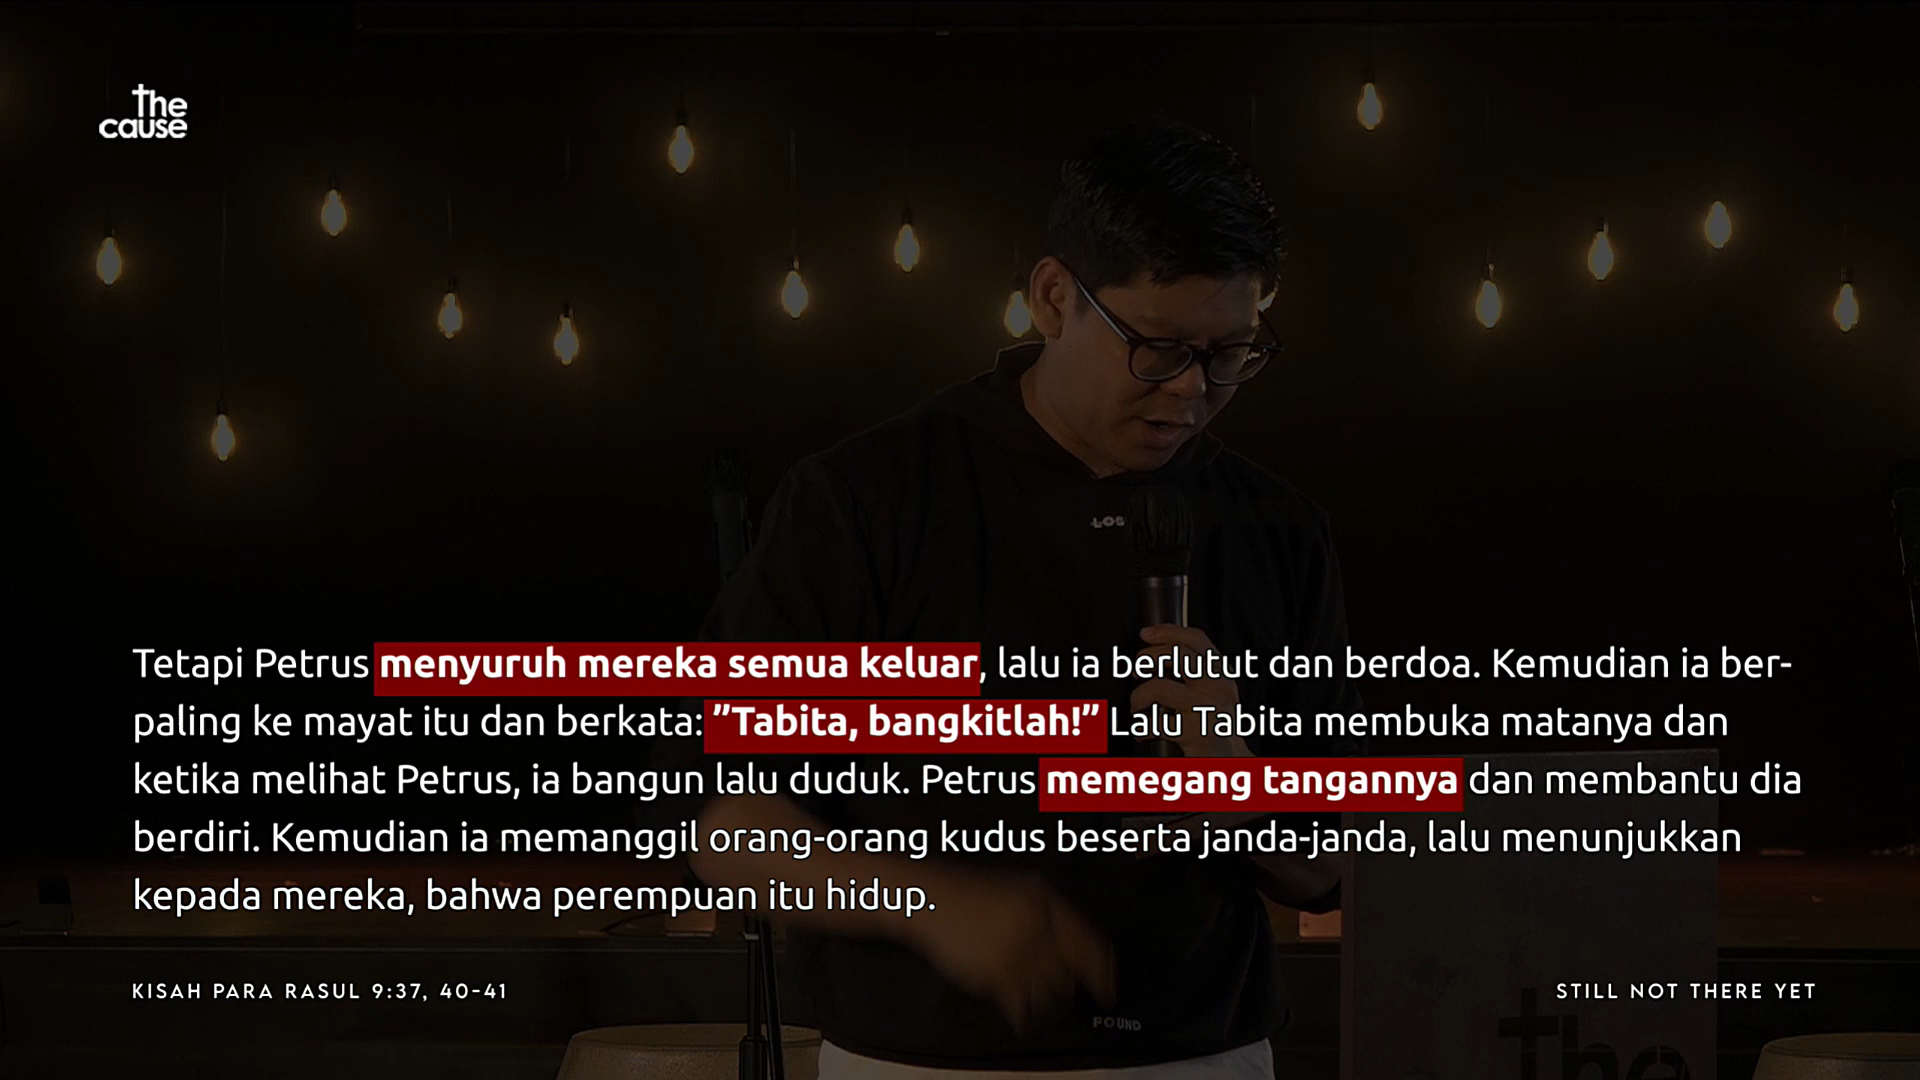 the
cause
LOS
Tetapi Petrus menyuruh mereka semua keluar, lalu ia berlutut dan berdoa. Kemudian ia ber-
paling ke mayat itu dan berkata: ”Tabita, bangkitlah!” Lalu Tabita membuka matanya dan
ketika melihat Petrus, ia bangun lalu duduk. Petrus memegang tangannya dan membantu dia
berdiri. Kemudian ia memanggil orang-orang kudus beserta janda-janda, lalu menunjukkan
kepada mereka, bahwa perempuan itu hidup.
KISAH PARA RASUL 9:37, 40-41
STILL NOT THERE YET
FOUND
the